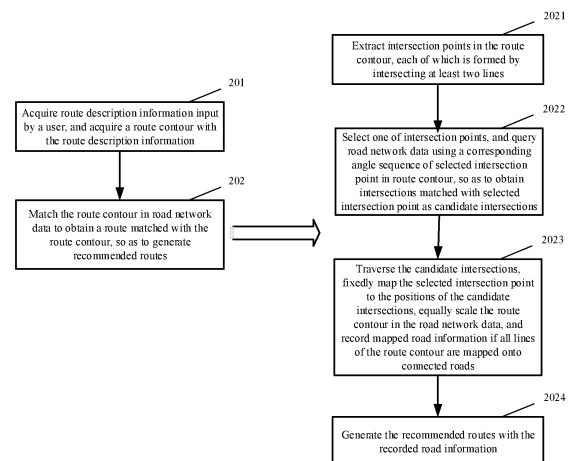 201
Acquire route description information input
by a user, and acquire a route contour with
the route description information
202
Match the route contour in road network
data to obtain a route matched with the
route contour, so as to generate
recommended routes
2021
Extract intersection points in the route
contour, each of which is formed by
intersecting at least two lines
2022
Select one of intersection points, and query
road network data using a corresponding
angle sequence of selected intersection
point in route contour, so as to obtain
intersections matched with selected
intersection point as candidate intersections
2023
Traverse the candidate intersections,
fixedly map the selected intersection point
to the positions of the candidate
intersections, equally scale the route
contour in the road network data, and
record mapped road information if all lines
of the route contour are mapped onto
connected roads
2024
Generate the recommended routes with the
recorded road information